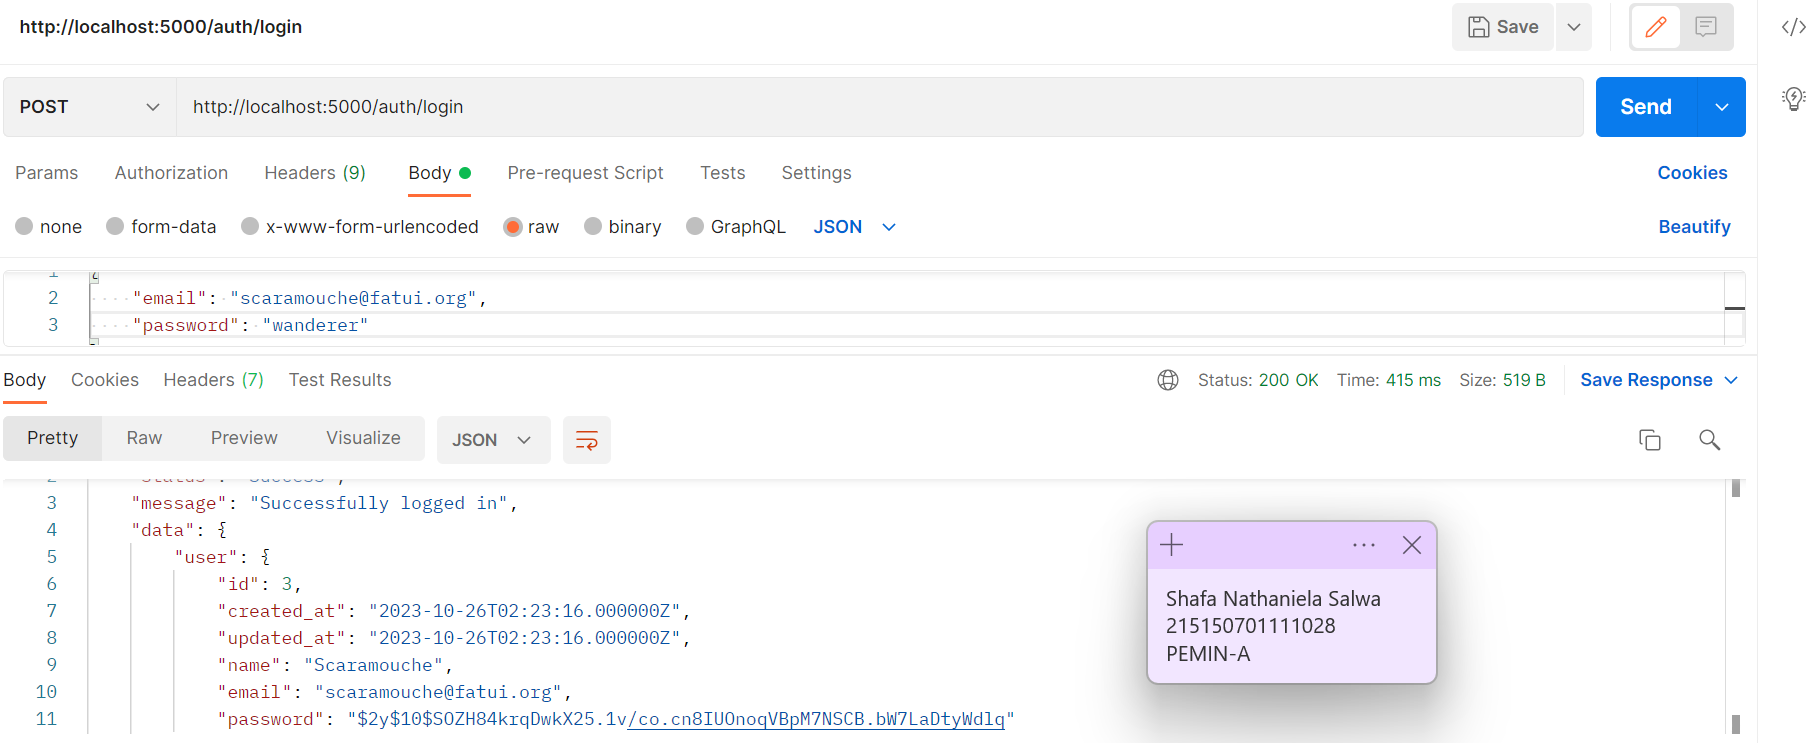 http://localhost:5000/auth/login
Save
POST
http://localhost:5000/auth/login
Send
Params Authorization Headers (9) Body Pre-request Script Tests Settings Cookies
none form-data x-www-form-urlencoded raw binary GraphQL JSON Beautify
1 {
2 "email": "scaramouche@fatui.org",
3 "password": "wanderer"
Body Cookies Headers (7) Test Results Status: 200 OK Time: 415 ms Size: 519 B Save Response
Pretty Raw Preview Visualize JSON
2 "status": "Success",
3 "message": "Successfully logged in",
4 "data": {
5 "user": {
6 "id": 3,
7 "created_at": "2023-10-26T02:23:16.000000Z",
8 "updated_at": "2023-10-26T02:23:16.000000Z",
9 "name": "Scaramouche",
10 "email": "scaramouche@fatui.org",
11 "password": "$2y$10$SOZH84krqDwkX25.1v/co.cn8IUOnoqVBpM7NSCB.bW7LaDtyWdlq"
Shafa Nathaniela Salwa
215150701111028
PEMIN-A